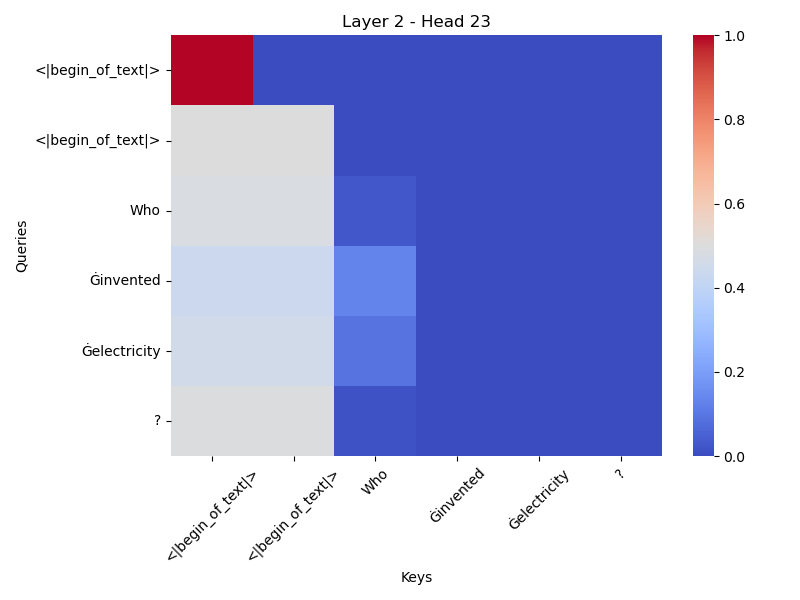 Layer 2 - Head 23
<|begin_of_text|>
<|begin_of_text|>
Who
Ġinvented
Ġelectricity
?
Queries
<|begin_of_text|>
<|begin_of_text|>
Who
Ġinvented
Ġelectricity
?
Keys
1.0
0.8
0.6
0.4
0.2
0.0